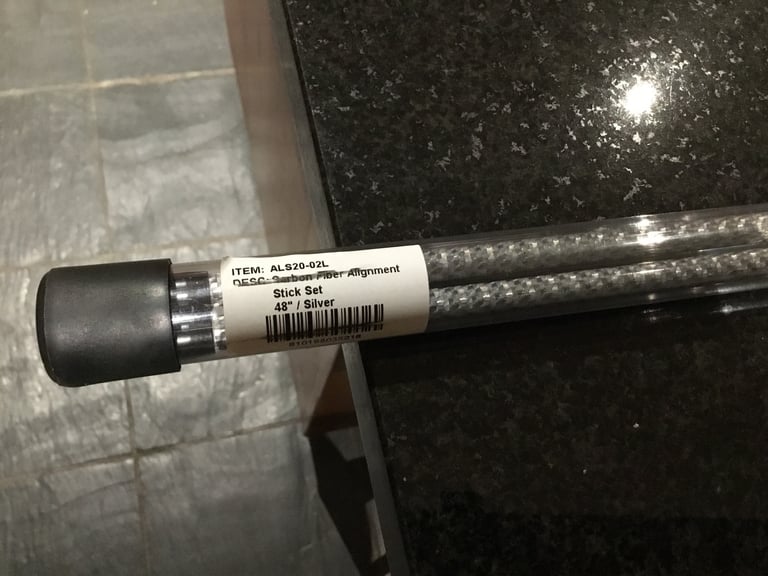 ITEM: ALS20-02L
DESC: Carbon Fiber Alignment
Stick Set
48" / Silver